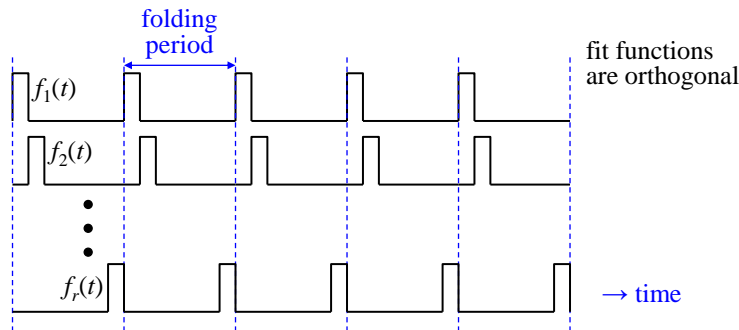 folding
period
fit functions
are orthogonal
f₁(t)
f₂(t)
fᵣ(t)
→ time